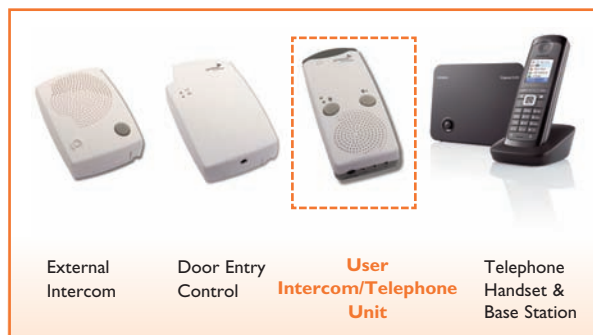 External
Intercom
Door Entry
Control
User
Intercom/Telephone
Unit
Telephone
Handset &
Base Station